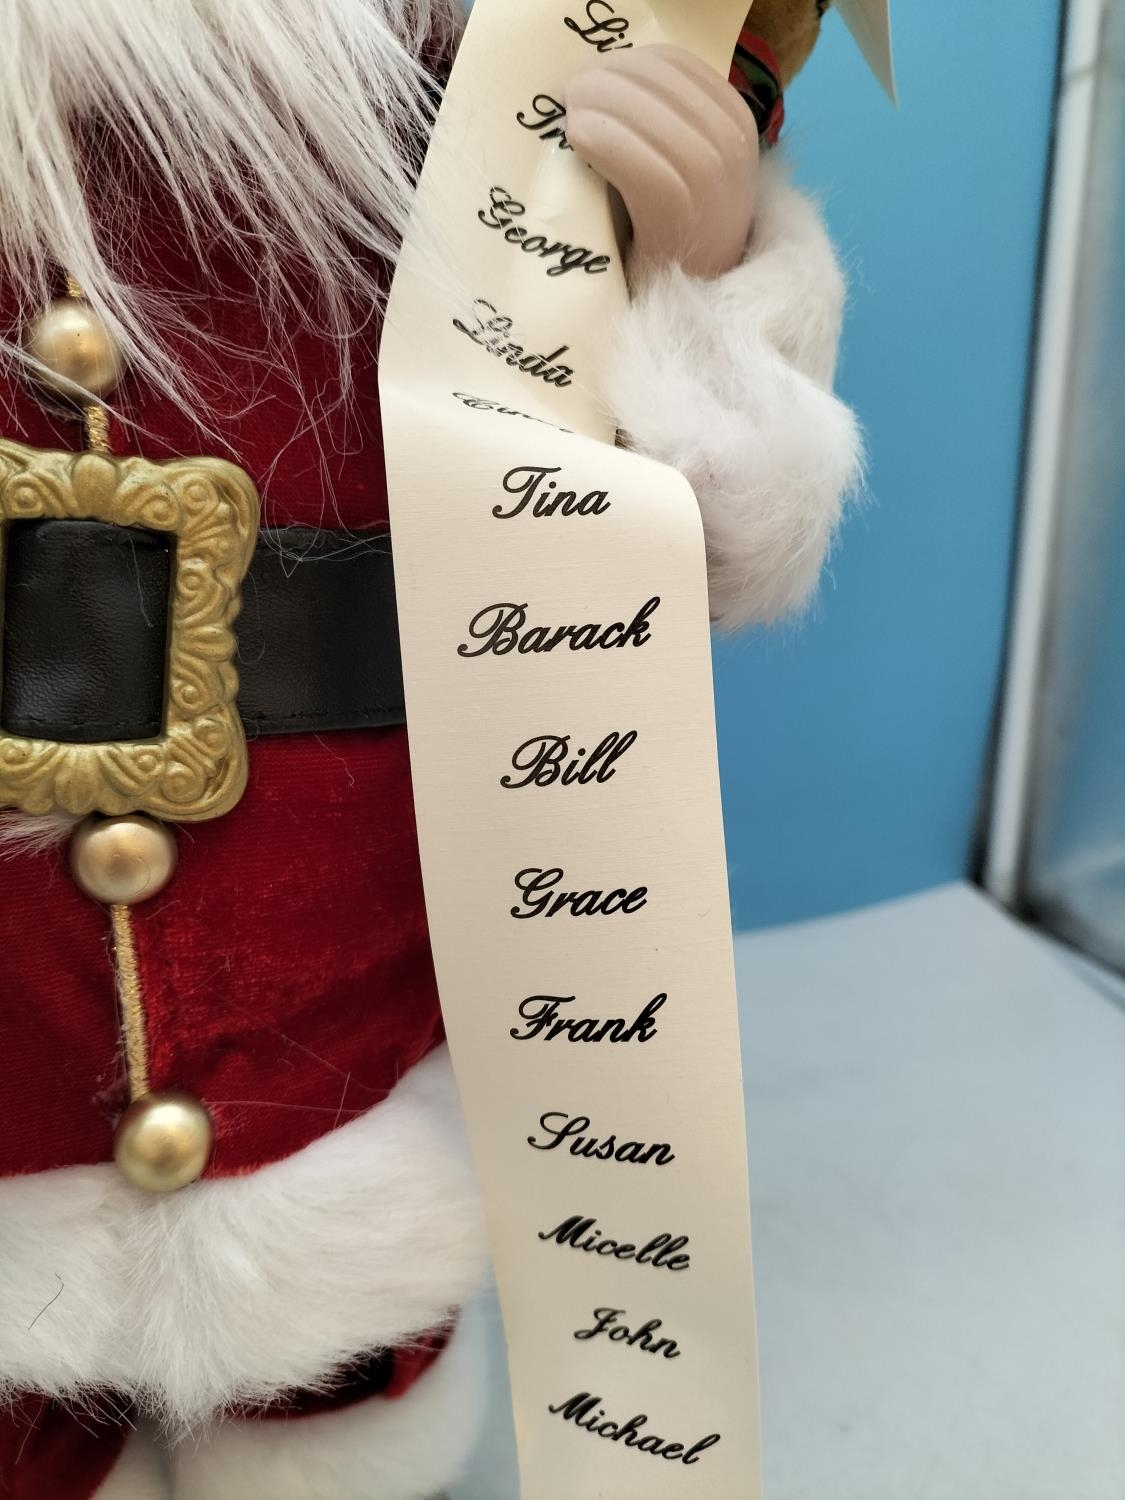 George
Linda
Tina
Barack
Bill
Grace
Frank
Susan
Micelle
John
Michael